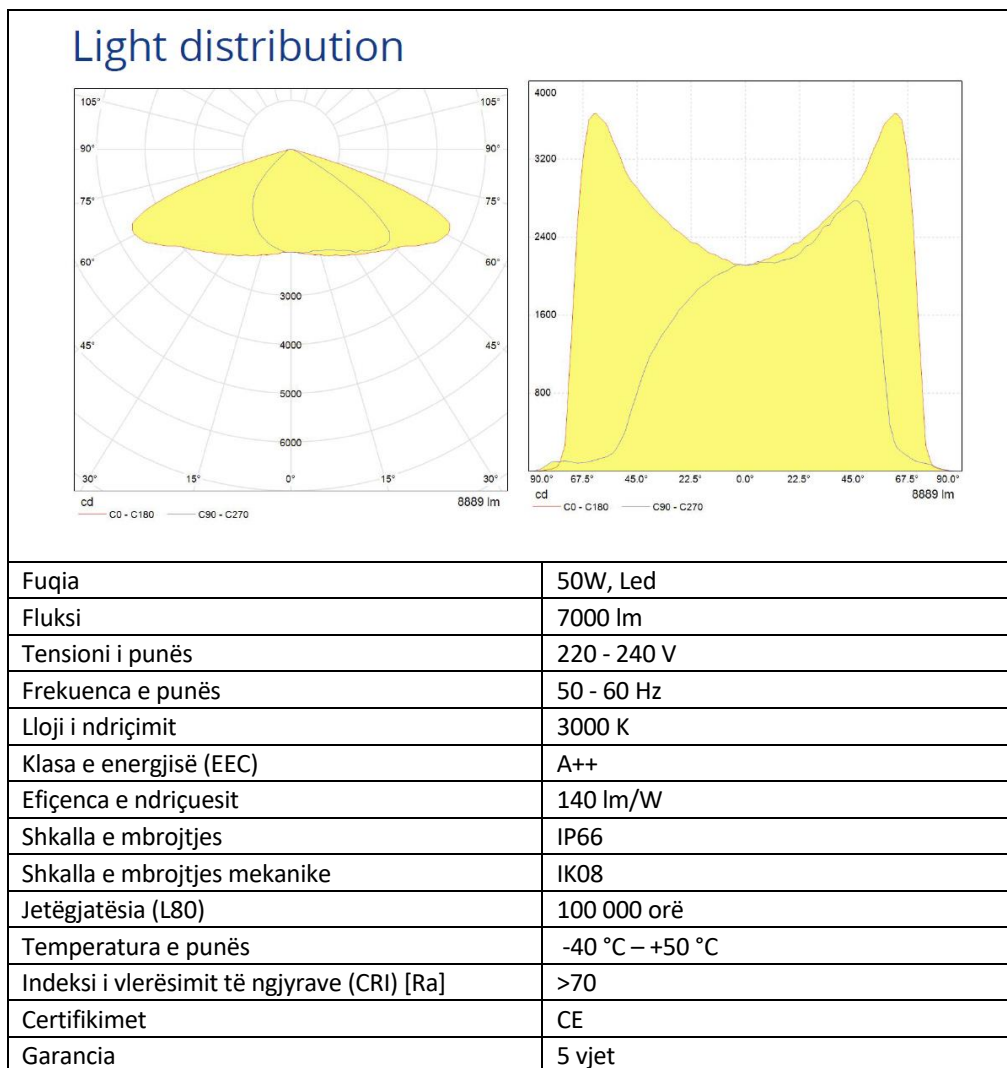 Light distribution
105° 105°
90° 90°
75° 75°
60° 60°
3000
45° 4000 45°
5000
6000
30° 15° 0° 15° 30°
cd 8889 lm
C0 - C180 C90 - C270
4000
3200
2400
1600
800
90.0° 67.5° 45.0° 22.5° 0.0° 22.5° 45.0° 67.5° 90.0°
cd 8889 lm
C0 - C180 C90 - C270
Fuqia 50W, Led
Fluksi 7000 lm
Tensioni i punës 220 - 240 V
Frekuenca e punës 50 - 60 Hz
Lloji i ndriçimit 3000 K
Klasa e energjisë (EEC) A++
Efiçenca e ndriçuesit 140 lm/W
Shkalla e mbrojtjes IP66
Shkalla e mbrojtjes mekanike IK08
Jetëgjatësia (L80) 100 000 orë
Temperatura e punës -40 °C – +50 °C
Indeksi i vlerësimit të ngjyrave (CRI) [Ra] >70
Certifikimet CE
Garancia 5 vjet